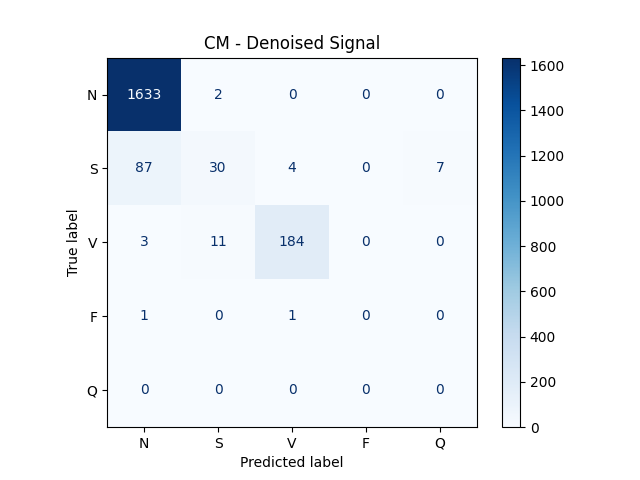 CM - Denoised Signal
N 1633 2 0 0 0
S 87 30 4 0 7
V 3 11 184 0 0
F 1 0 1 0 0
Q 0 0 0 0 0
N S V F Q
Predicted label
True label
1600
1400
1200
1000
800
600
400
200
0